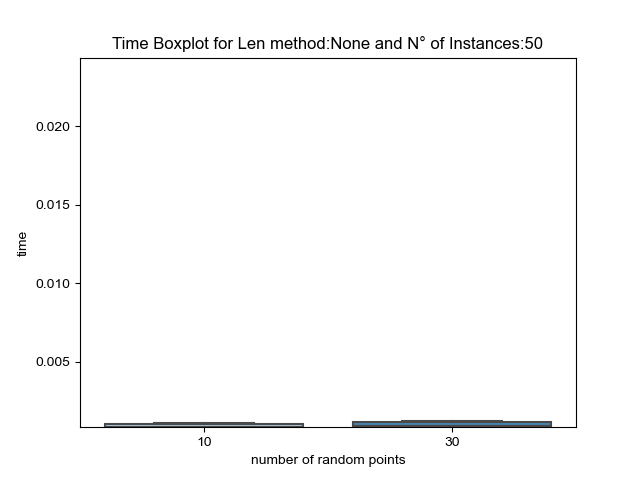 Time Boxplot for Len method:None and N° of Instances:50
0.020
0.015
0.010
0.005
time
10
30
number of random points